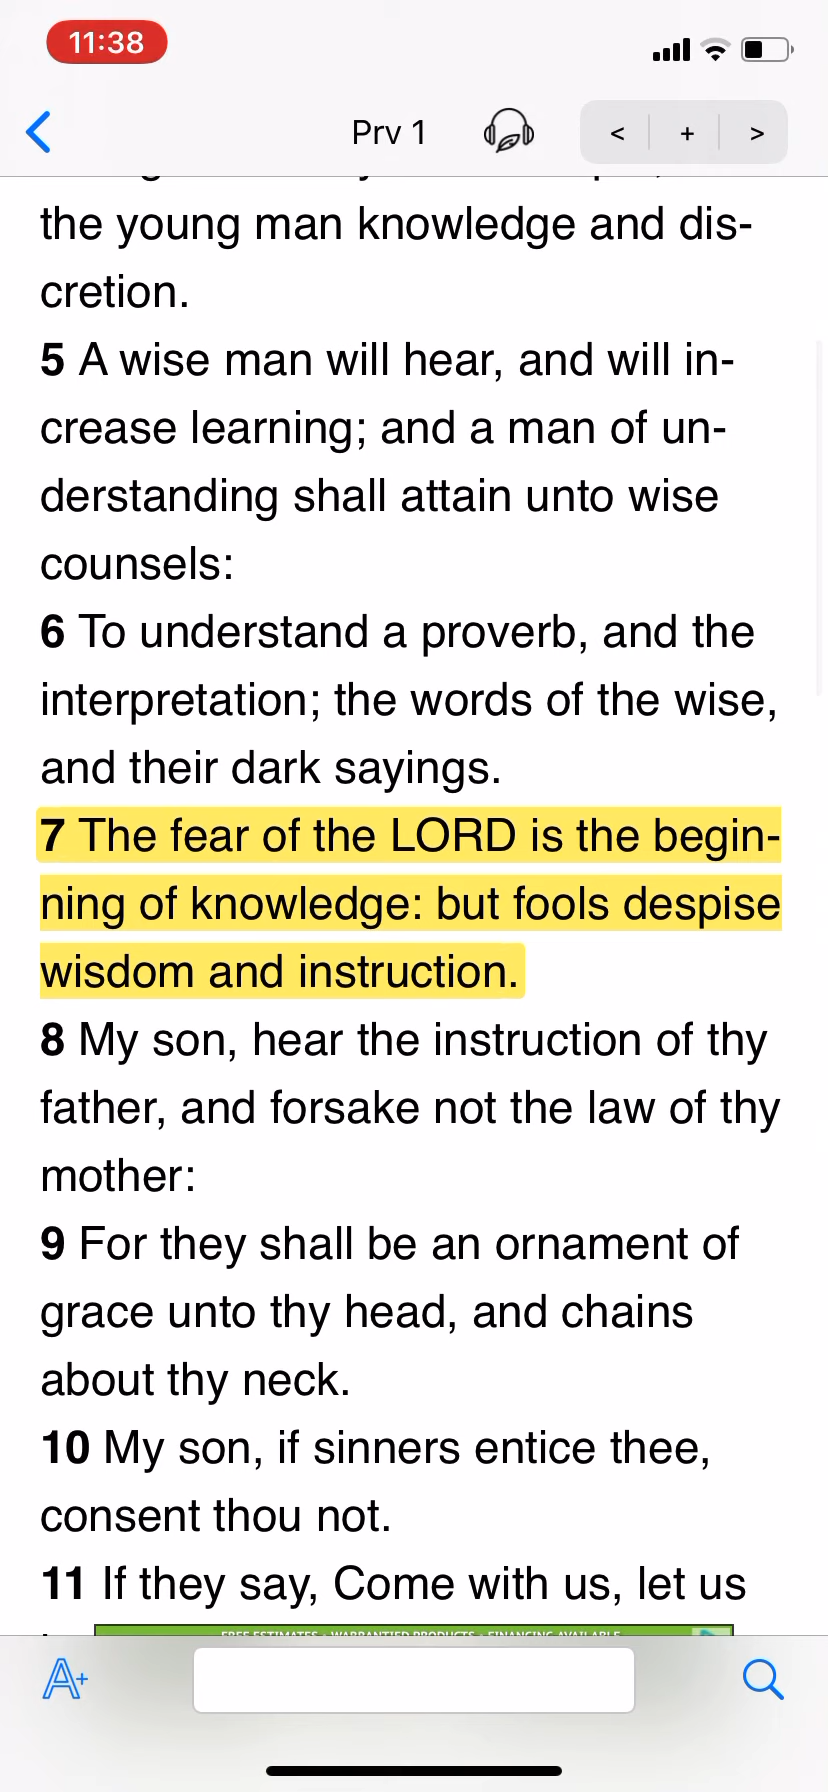 11:38
Prv 1
<
+
>
the young man knowledge and dis-
cretion.
5 A wise man will hear, and will in-
crease learning; and a man of un-
derstanding shall attain unto wise
counsels:
6 To understand a proverb, and the
interpretation; the words of the wise,
and their dark sayings.
7 The fear of the LORD is the begin-
ning of knowledge: but fools despise
wisdom and instruction.
8 My son, hear the instruction of thy
father, and forsake not the law of thy
mother:
9 For they shall be an ornament of
grace unto thy head, and chains
about thy neck.
10 My son, if sinners entice thee,
consent thou not.
11 If they say, Come with us, let us
FREE ESTIMATES • WARRANTIED PRODUCTS • FINANCING AVAILABLE
A+